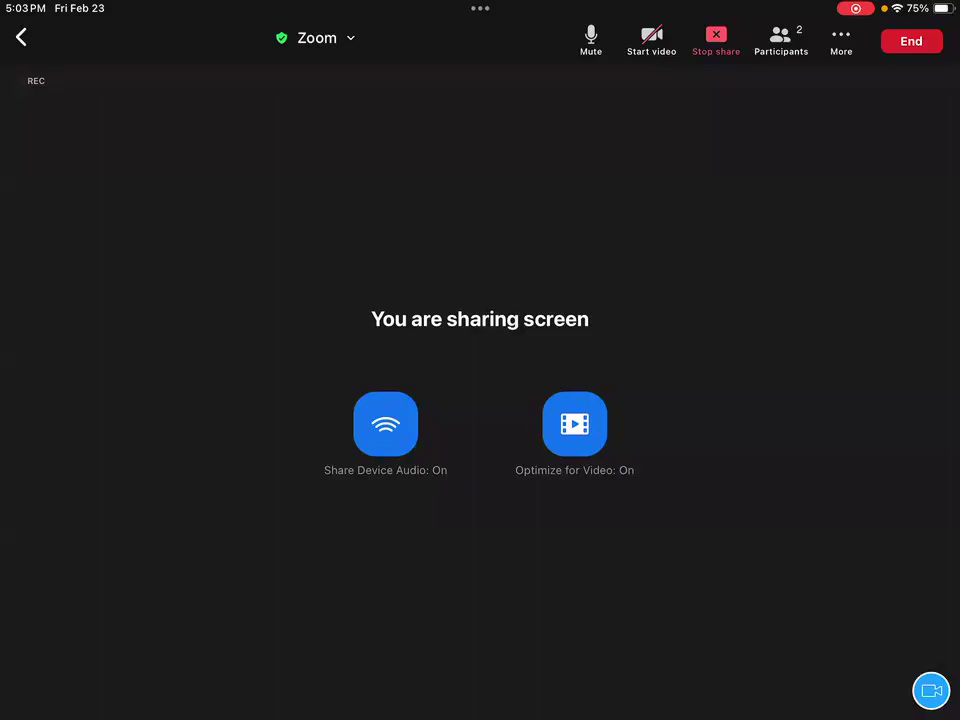 5:03 PM Fri Feb 23
75%
Zoom
Mute
Start video
Stop share
2
Participants
More
End
REC
You are sharing screen
Share Device Audio: On
Optimize for Video: On